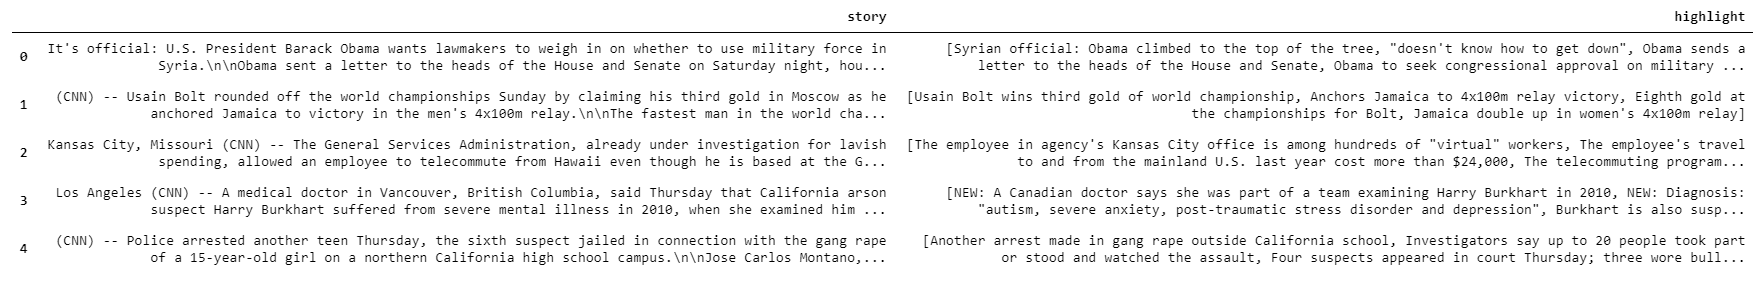 story highlight
0 It's official: U.S. President Barack Obama wants lawmakers to weigh in on whether to use military force in [Syrian official: Obama climbed to the top of the tree, "doesn't know how to get down", Obama sends a
Syria.\n\nObama sent a letter to the heads of the House and Senate on Saturday night, hou... letter to the heads of the House and Senate, Obama to seek congressional approval on military ...
1 (CNN) -- Usain Bolt rounded off the world championships Sunday by claiming his third gold in Moscow as he [Usain Bolt wins third gold of world championship, Anchors Jamaica to 4x100m relay victory, Eighth gold at
anchored Jamaica to victory in the men's 4x100m relay.\n\nThe fastest man in the world cha... the championships for Bolt, Jamaica double up in women's 4x100m relay]
2 Kansas City, Missouri (CNN) -- The General Services Administration, already under investigation for lavish [The employee in agency's Kansas City office is among hundreds of "virtual" workers, The employee's travel
spending, allowed an employee to telecommute from Hawaii even though he is based at the G... to and from the mainland U.S. last year cost more than $24,000, The telecommuting program...
3 Los Angeles (CNN) -- A medical doctor in Vancouver, British Columbia, said Thursday that California arson [NEW: A Canadian doctor says she was part of a team examining Harry Burkhart in 2010, NEW: Diagnosis:
suspect Harry Burkhart suffered from severe mental illness in 2010, when she examined him ... "autism, severe anxiety, post-traumatic stress disorder and depression", Burkhart is also susp...
4 (CNN) -- Police arrested another teen Thursday, the sixth suspect jailed in connection with the gang rape [Another arrest made in gang rape outside California school, Investigators say up to 20 people took part
of a 15-year-old girl on a northern California high school campus.\n\nJose Carlos Montano,... or stood and watched the assault, Four suspects appeared in court Thursday; three wore bull...